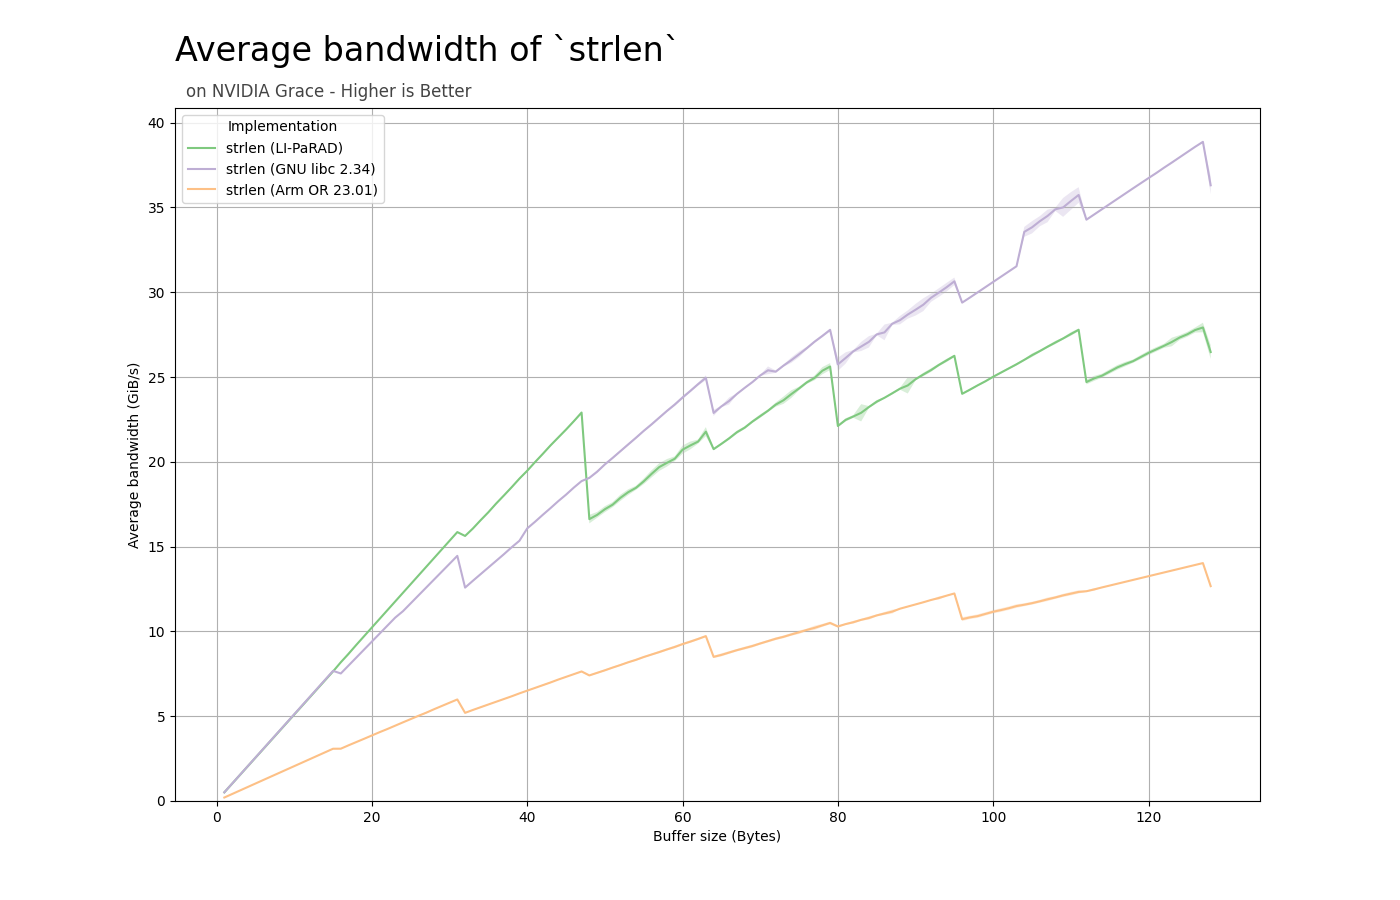 Average bandwidth of `strlen`
on NVIDIA Grace - Higher is Better
Implementation
strlen (LI-PaRAD)
strlen (GNU libc 2.34)
strlen (Arm OR 23.01)
Average bandwidth (GiB/s)
40
35
30
25
20
15
10
5
0
0 20 40 60 80 100 120
Buffer size (Bytes)